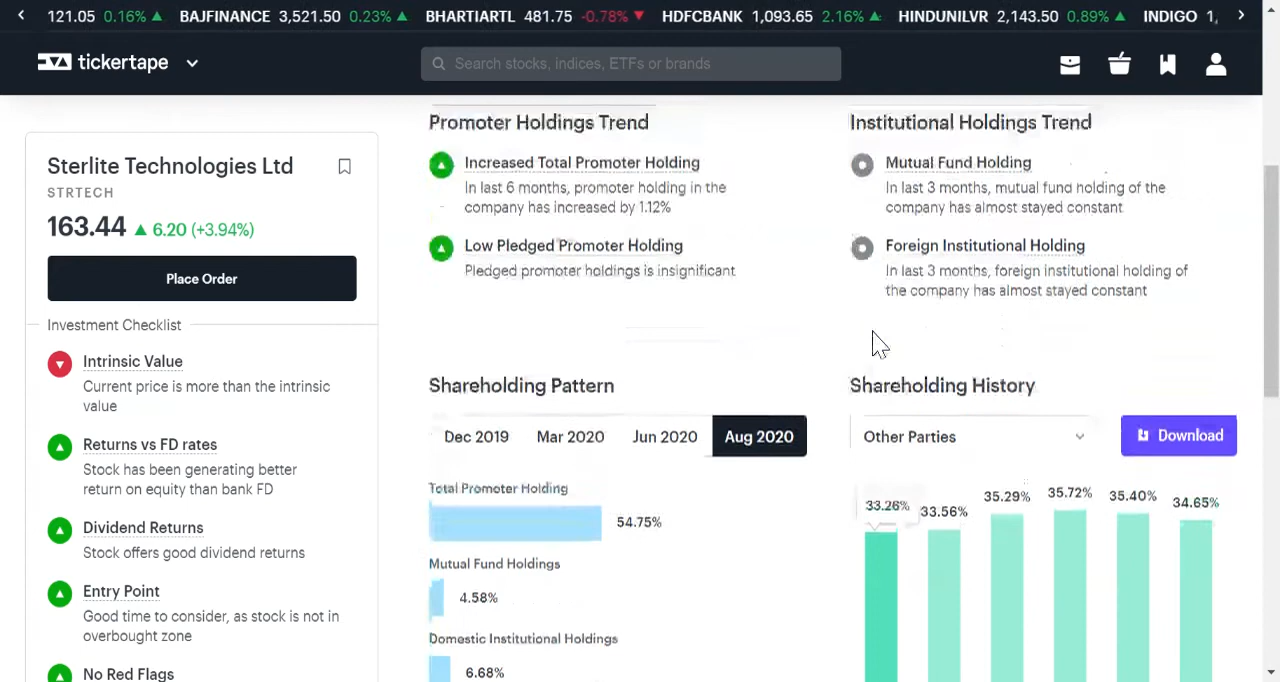 121.05 0.16% BAJFINANCE 3,521.50 0.23% BHARTIARTL 481.75 -0.78% HDFCBANK 1,093.65 2.16% HINDUNILVR 2,143.50 0.89% INDIGO 1,
tickertape
Search stocks, indices, ETFs or brands
Sterlite Technologies Ltd
STRTECH
163.44 6.20 (+3.94%)
Place Order
Investment Checklist
Intrinsic Value
Current price is more than the intrinsic
value
Returns vs FD rates
Stock has been generating better
return on equity than bank FD
Dividend Returns
Stock offers good dividend returns
Entry Point
Good time to consider, as stock is not in
overbought zone
No Red Flags
Promoter Holdings Trend
Increased Total Promoter Holding
In last 6 months, promoter holding in the
company has increased by 1.12%
Low Pledged Promoter Holding
Pledged promoter holdings is insignificant
Institutional Holdings Trend
Mutual Fund Holding
In last 3 months, mutual fund holding of the
company has almost stayed constant
Foreign Institutional Holding
In last 3 months, foreign institutional holding of
the company has almost stayed constant
Shareholding Pattern
Dec 2019 Mar 2020 Jun 2020 Aug 2020
Total Promoter Holding
54.75%
Mutual Fund Holdings
4.58%
Domestic Institutional Holdings
6.68%
Shareholding History
Other Parties
Download
33.26% 33.56% 35.29% 35.72% 35.40% 34.65%